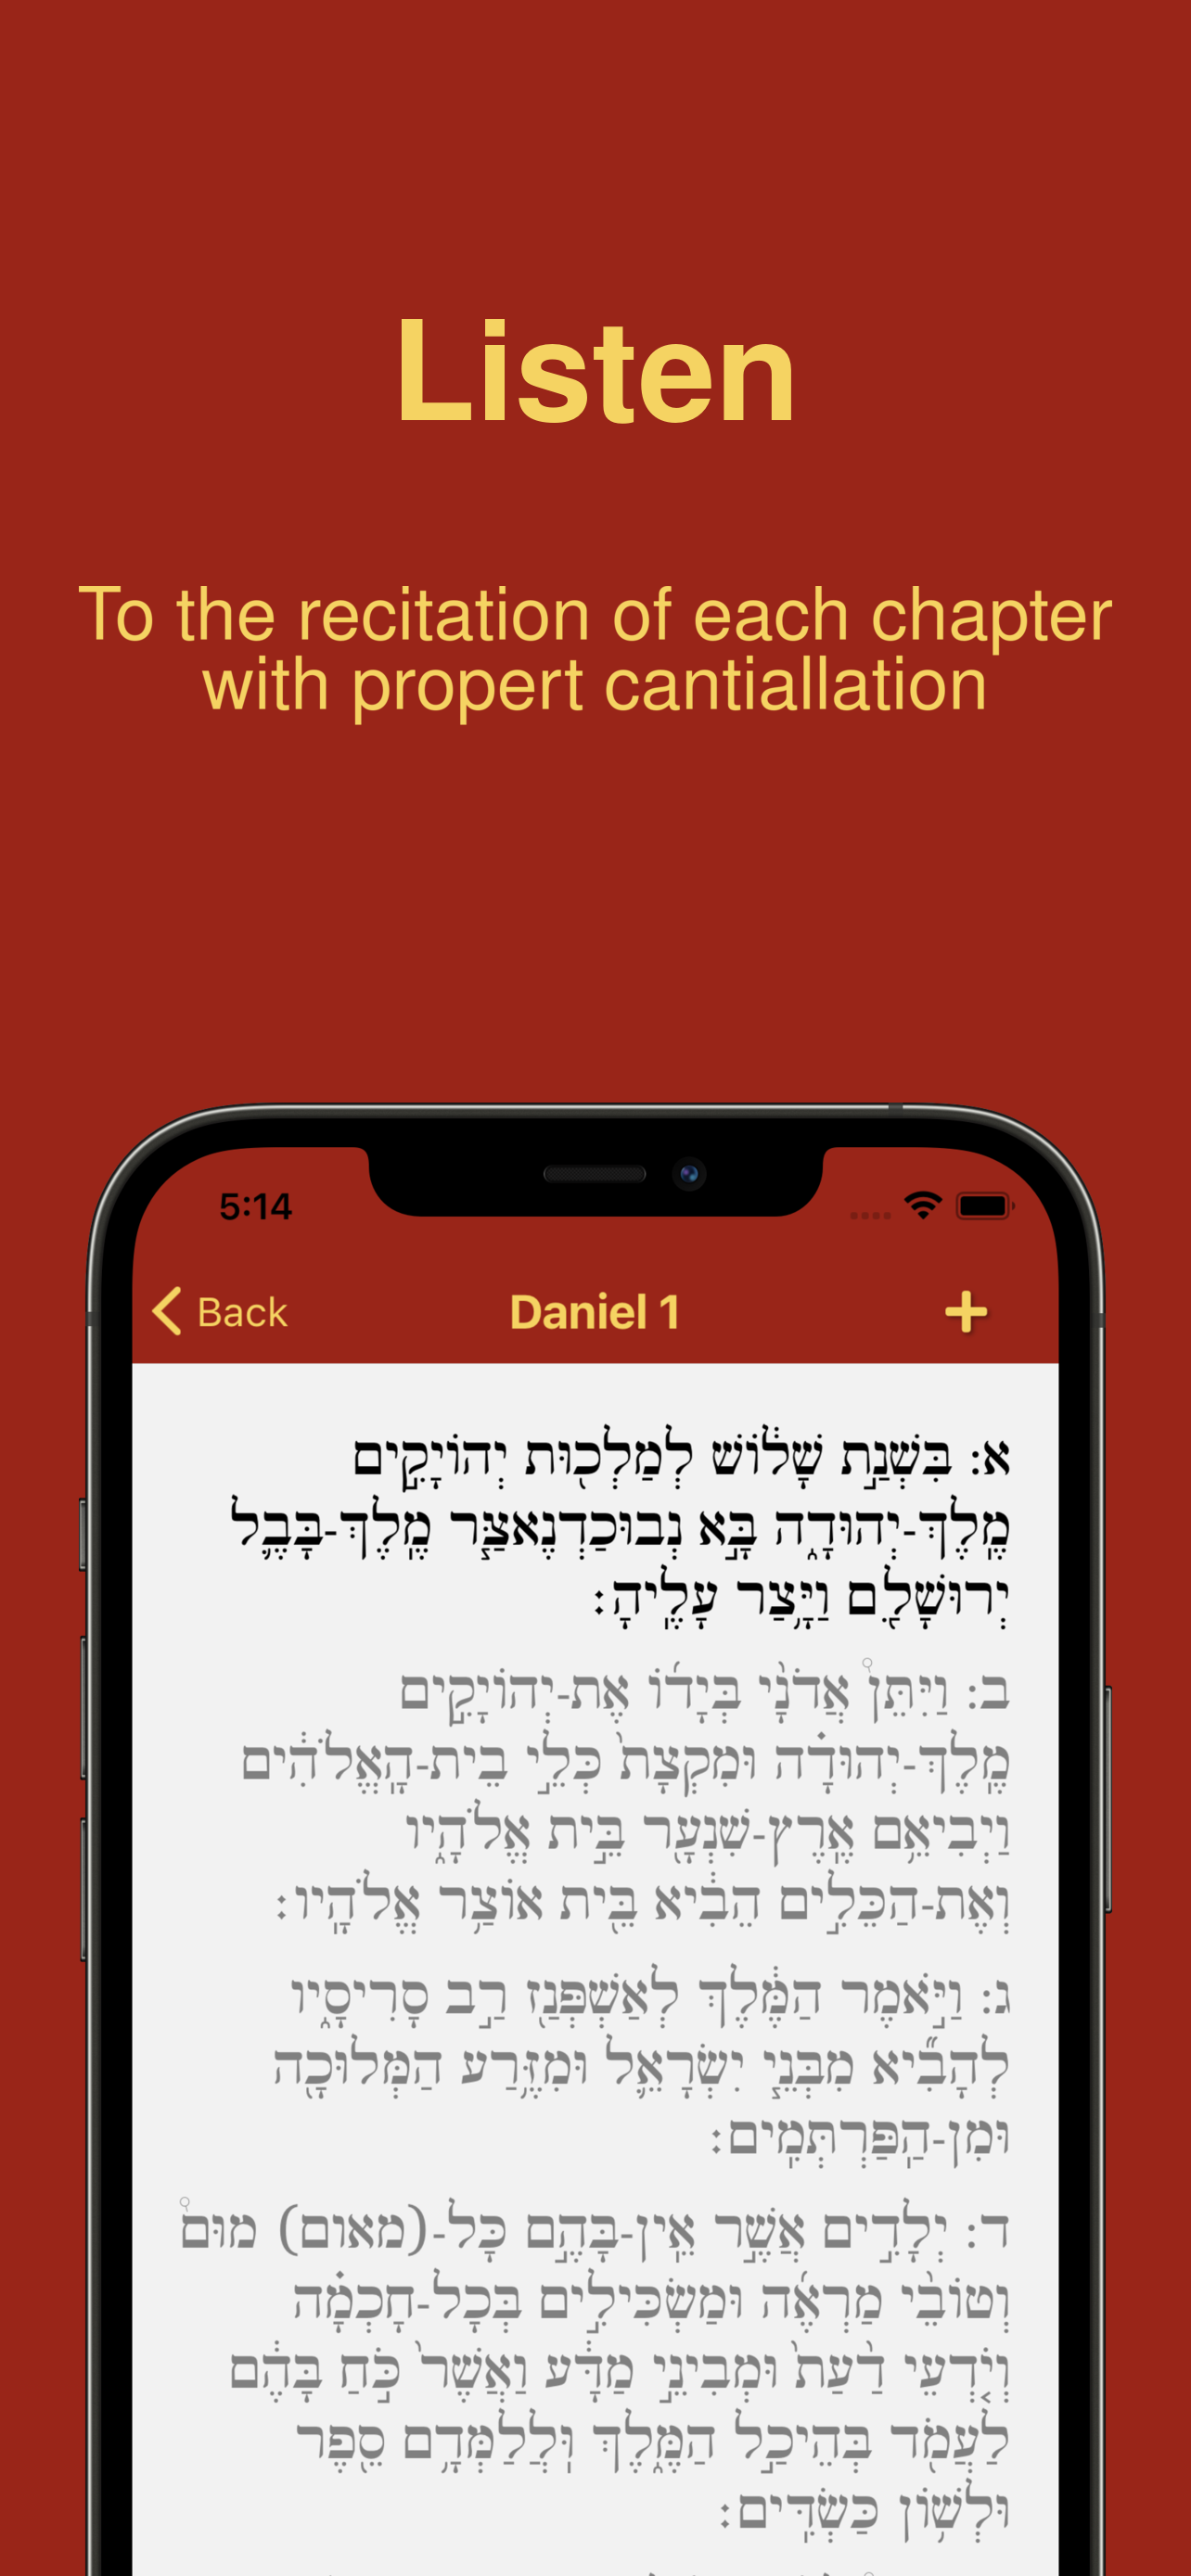 Listen
To the recitation of each chapter
with propert cantiallation
5:14
Back
Daniel 1
+
א: בִּשְׁנַ֣ת שָׁל֔וֹשׁ לְמַלְכ֖וּת יְהוֹיָקִ֣ים
מֶֽלֶךְ-יְהוּדָ֑ה בָּ֣א נְבוּכַדְנֶאצַּ֧ר מֶֽלֶךְ-בָּבֶ֛ל
יְרוּשָׁלִַ֖ם וַיָּ֥צַר עָלֶֽיהָ׃
ב: וַיִּתֵּן֩ אֲדֹנָ֨י בְּיָד֜וֹ אֶת-יְהוֹיָקִ֣ים
מֶֽלֶךְ-יְהוּדָ֗ה וּמִקְצָת֙ כְּלֵ֣י בֵית-הָֽאֱלֹהִ֔ים
וַיְבִיאֵ֥ם אֶֽרֶץ-שִׁנְעָ֖ר בֵּ֣ית אֱלֹהָ֑יו
וְאֶת-הַכֵּלִ֣ים הֵבִ֔יא בֵּ֖ית אוֹצַ֥ר אֱלֹהָֽיו׃
ג: וַיֹּ֣אמֶר הַמֶּ֔לֶךְ לְאַשְׁפְּנַ֖ז רַ֣ב סָרִיסָ֑יו
לְהָבִ֞יא מִבְּנֵ֧י יִשְׂרָאֵ֛ל וּמִזֶּ֥רַע הַמְּלוּכָ֖ה
וּמִן-הַֽפַּרְתְּמִֽים׃
ד: יְלָדִ֣ים אֲשֶׁ֣ר אֵֽין-בָּהֶ֣ם כָּל-(מאום) מוּם֩
וְטוֹבֵ֨י מַרְאֶ֜ה וּמַשְׂכִּילִ֣ים בְּכָל-חָכְמָ֗ה
וְיֹ֤דְעֵי דַ֙עַת֙ וּמְבִינֵ֣י מַדָּ֔ע וַאֲשֶׁר֙ כֹּ֣חַ בָּהֶ֔ם
לַעֲמֹ֖ד בְּהֵיכַ֣ל הַמֶּ֑לֶךְ וּֽלֲלַמְּדָ֥ם סֵ֖פֶר
וּלְשׁ֥וֹן כַּשְׂדִּֽים׃